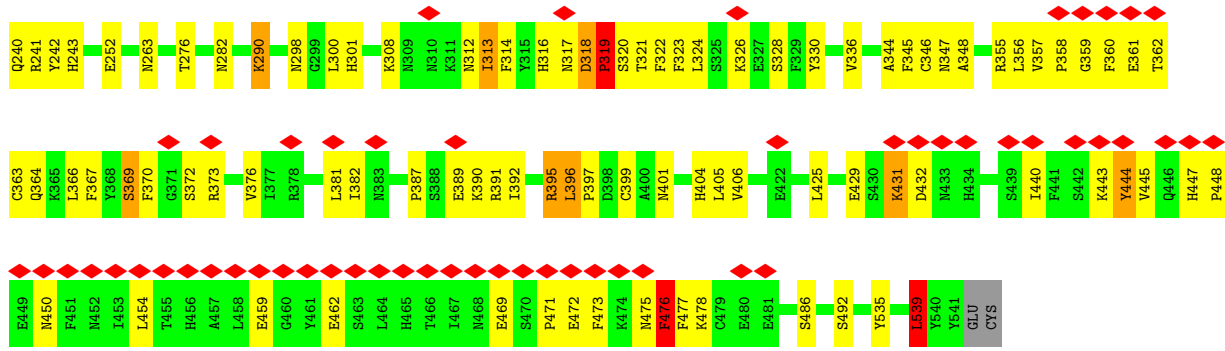 Q240 R241 Y242 H243 E252 N263 T276 N282 K290 N298 G299 L300 H301 K308 N309 N310 K311 N312 I313 F314 Y315 H316 N317 D318 P319 S320 T321 F322 F323 L324 S325 K326 E327 S328 F329 Y330 V336 A344 F345 C346 N347 A348 R355 L356 V357 P358 G359 F360 E361 T362
C363 Q364 K365 L366 F367 Y368 S369 F370 G371 S372 R373 V376 I377 R378 L381 I382 N383 P387 S388 E389 K390 R391 I392 R395 L396 P397 D398 C399 A400 N401 H404 L405 V406 E422 L425 E429 S430 K431 D432 N433 H434 S439 I440 F441 S442 K443 Y444 V445 Q446 H447 P448
E449 N450 F451 N452 I453 L454 T455 H456 A457 L458 E459 G460 Y461 E462 S463 L464 H465 T466 I467 N468 E469 S470 P471 E472 F473 K474 N475 F476 F477 K478 C479 E480 E481 S486 S492 Y535 L539 Y540 Y541 GLU CYS